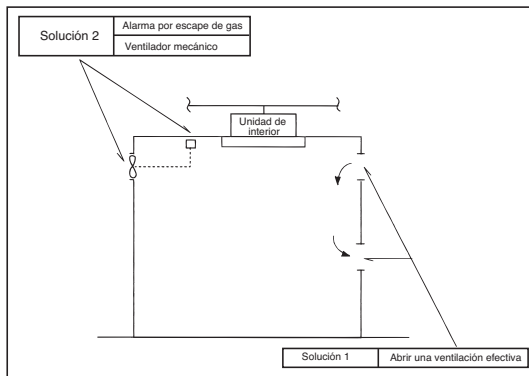 Solución 2
Alarma por escape de gas
Ventilador mecánico
Unidad de
interior
Solución 1
Abrir una ventilación efectiva